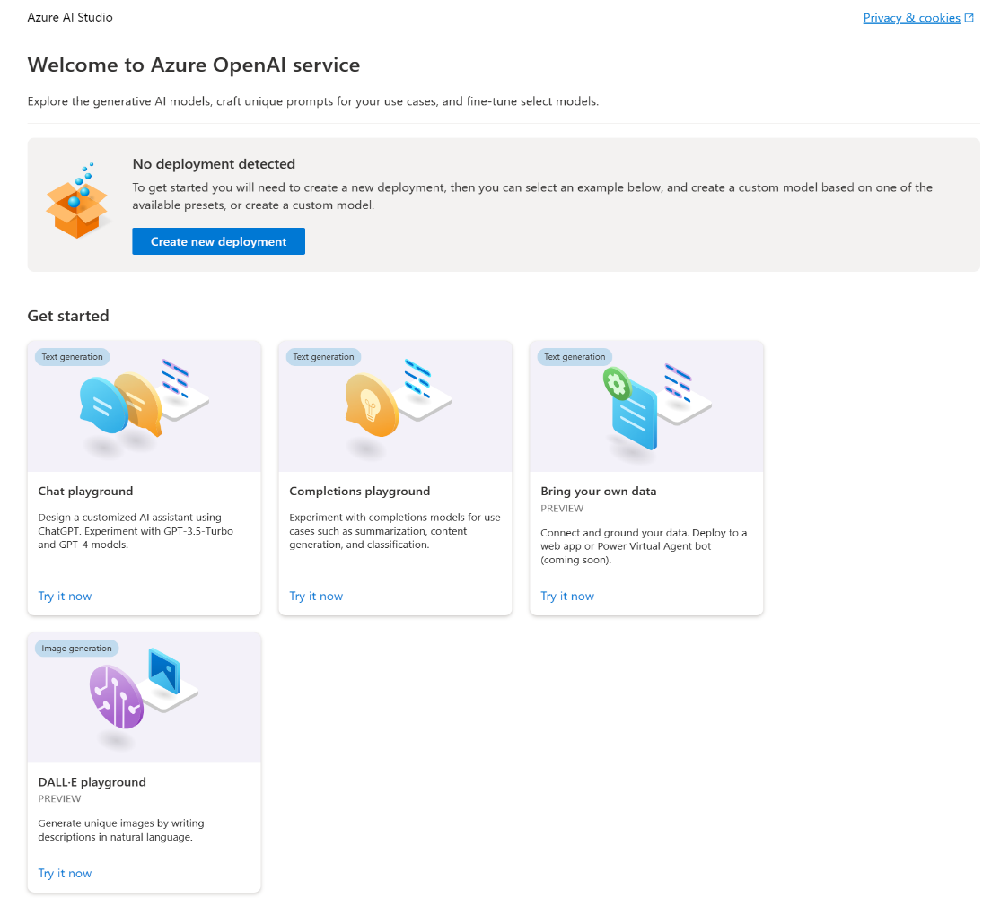 Azure AI Studio
Privacy & cookies
Welcome to Azure OpenAI service
Explore the generative AI models, craft unique prompts for your use cases, and fine-tune select models.
No deployment detected
To get started you will need to create a new deployment, then you can select an example below, and create a custom model based on one of the
available presets, or create a custom model.
Create new deployment
Get started
Text generation
Chat playground
Design a customized AI assistant using
ChatGPT. Experiment with GPT-3.5-Turbo
and GPT-4 models.
Try it now
Text generation
Completions playground
Experiment with completions models for use
cases such as summarization, content
generation, and classification.
Try it now
Text generation
Bring your own data
PREVIEW
Connect and ground your data. Deploy to a
web app or Power Virtual Agent bot
(coming soon).
Try it now
Image generation
DALL·E playground
PREVIEW
Generate unique images by writing
descriptions in natural language.
Try it now